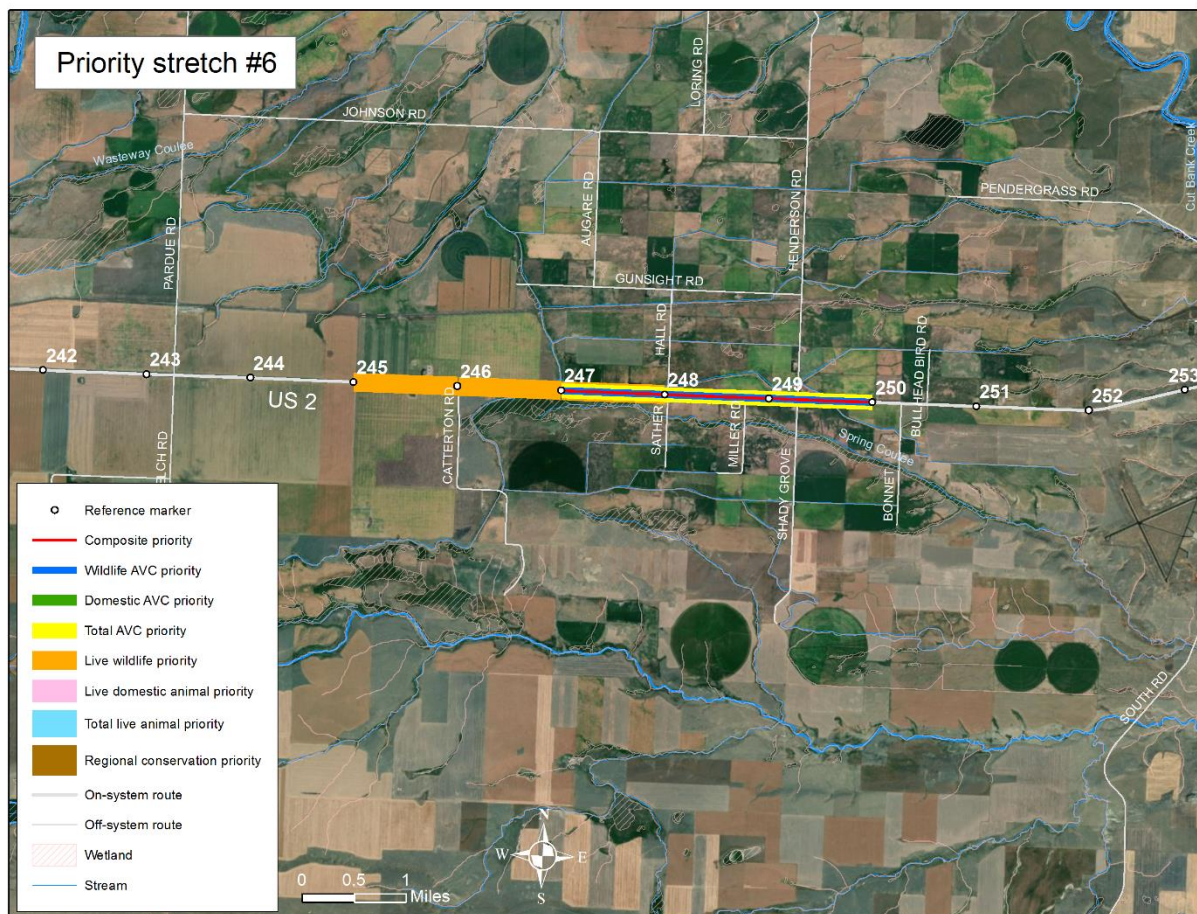 Priority stretch #6
JOHNSON RD
LORING RD
Wasteway Coulee
AUGARE RD
HENDERSON RD
PENDERGRASS RD
Cut Bank Creek
PARDUE RD
GUNSIGHT RD
HALL RD
BULLHEAD BIRD RD
242
243
244
245
246
247
248
249
250
251
252
253
US 2
CATTERTON RD
SATHER
MILLER RD
SHADY GROVE
Spring Coulee
BONNET
ELCH RD
SOUTH RD
Reference marker
Composite priority
Wildlife AVC priority
Domestic AVC priority
Total AVC priority
Live wildlife priority
Live domestic animal priority
Total live animal priority
Regional conservation priority
On-system route
Off-system route
Wetland
Stream
N
W E
S
0 0.5 1
Miles